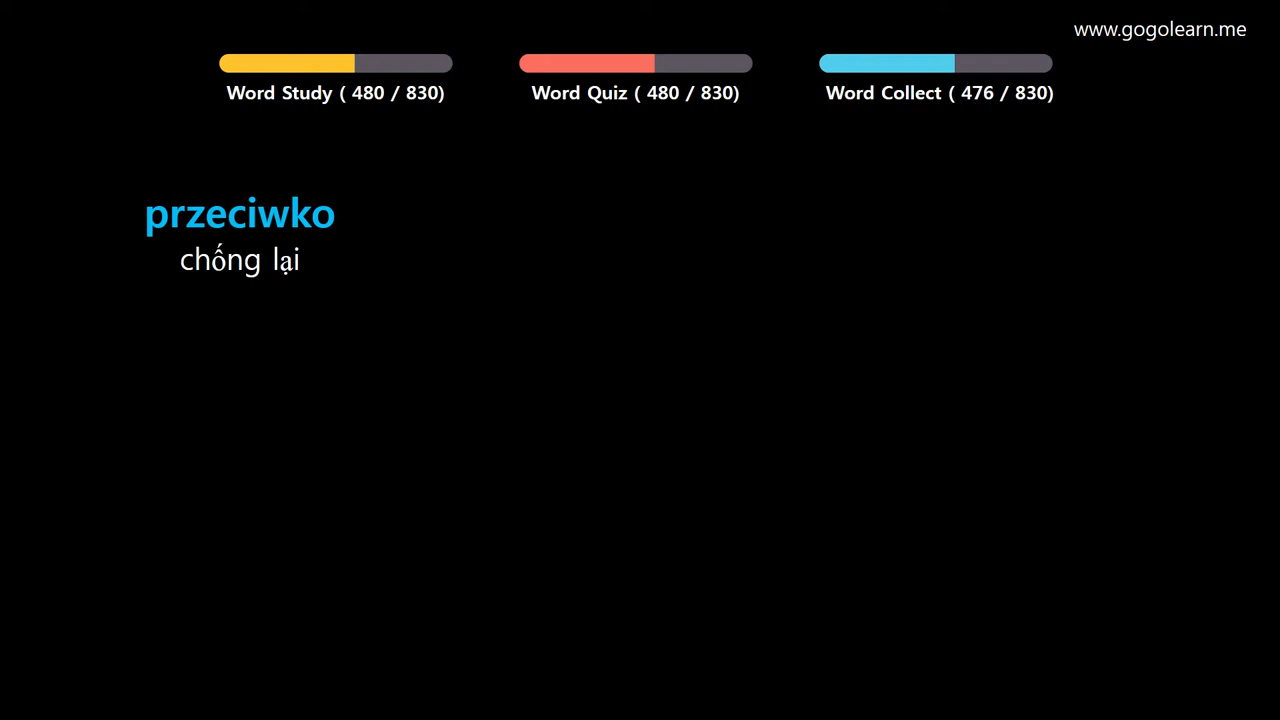 www.gogolearn.me
Word Study ( 480 / 830)
Word Quiz ( 480 / 830)
Word Collect ( 476 / 830)
przeciwko
chống lại